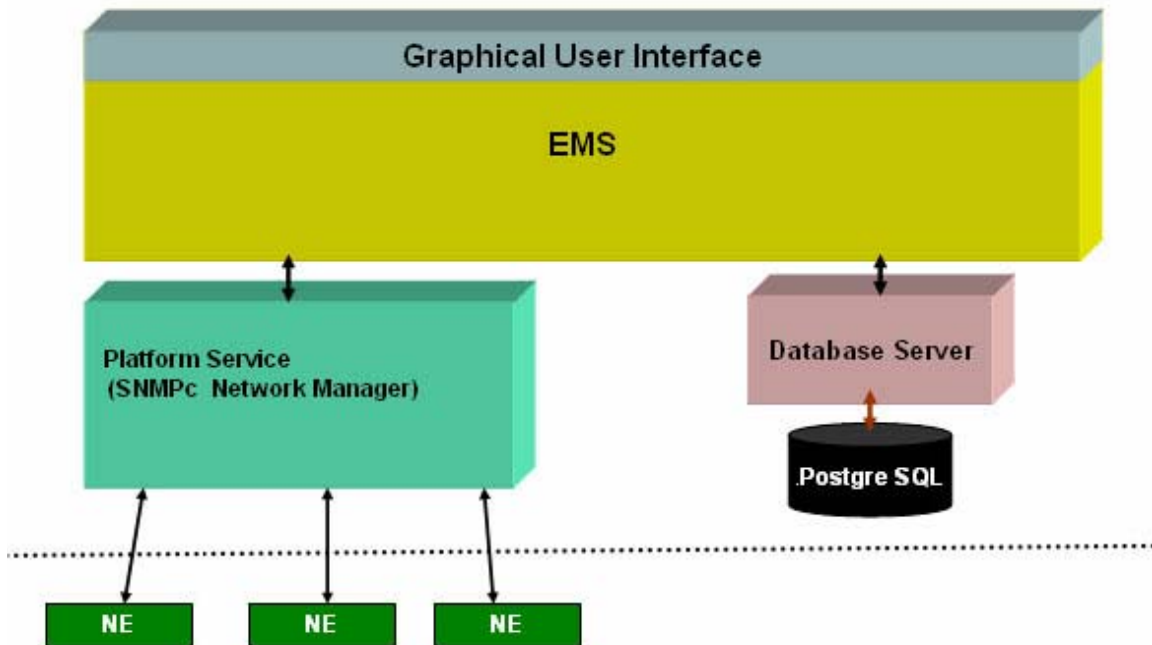 Graphical User Interface
EMS
Platform Service
(SNMPc Network Manager)
Database Server
.Postgre SQL
NE
NE
NE